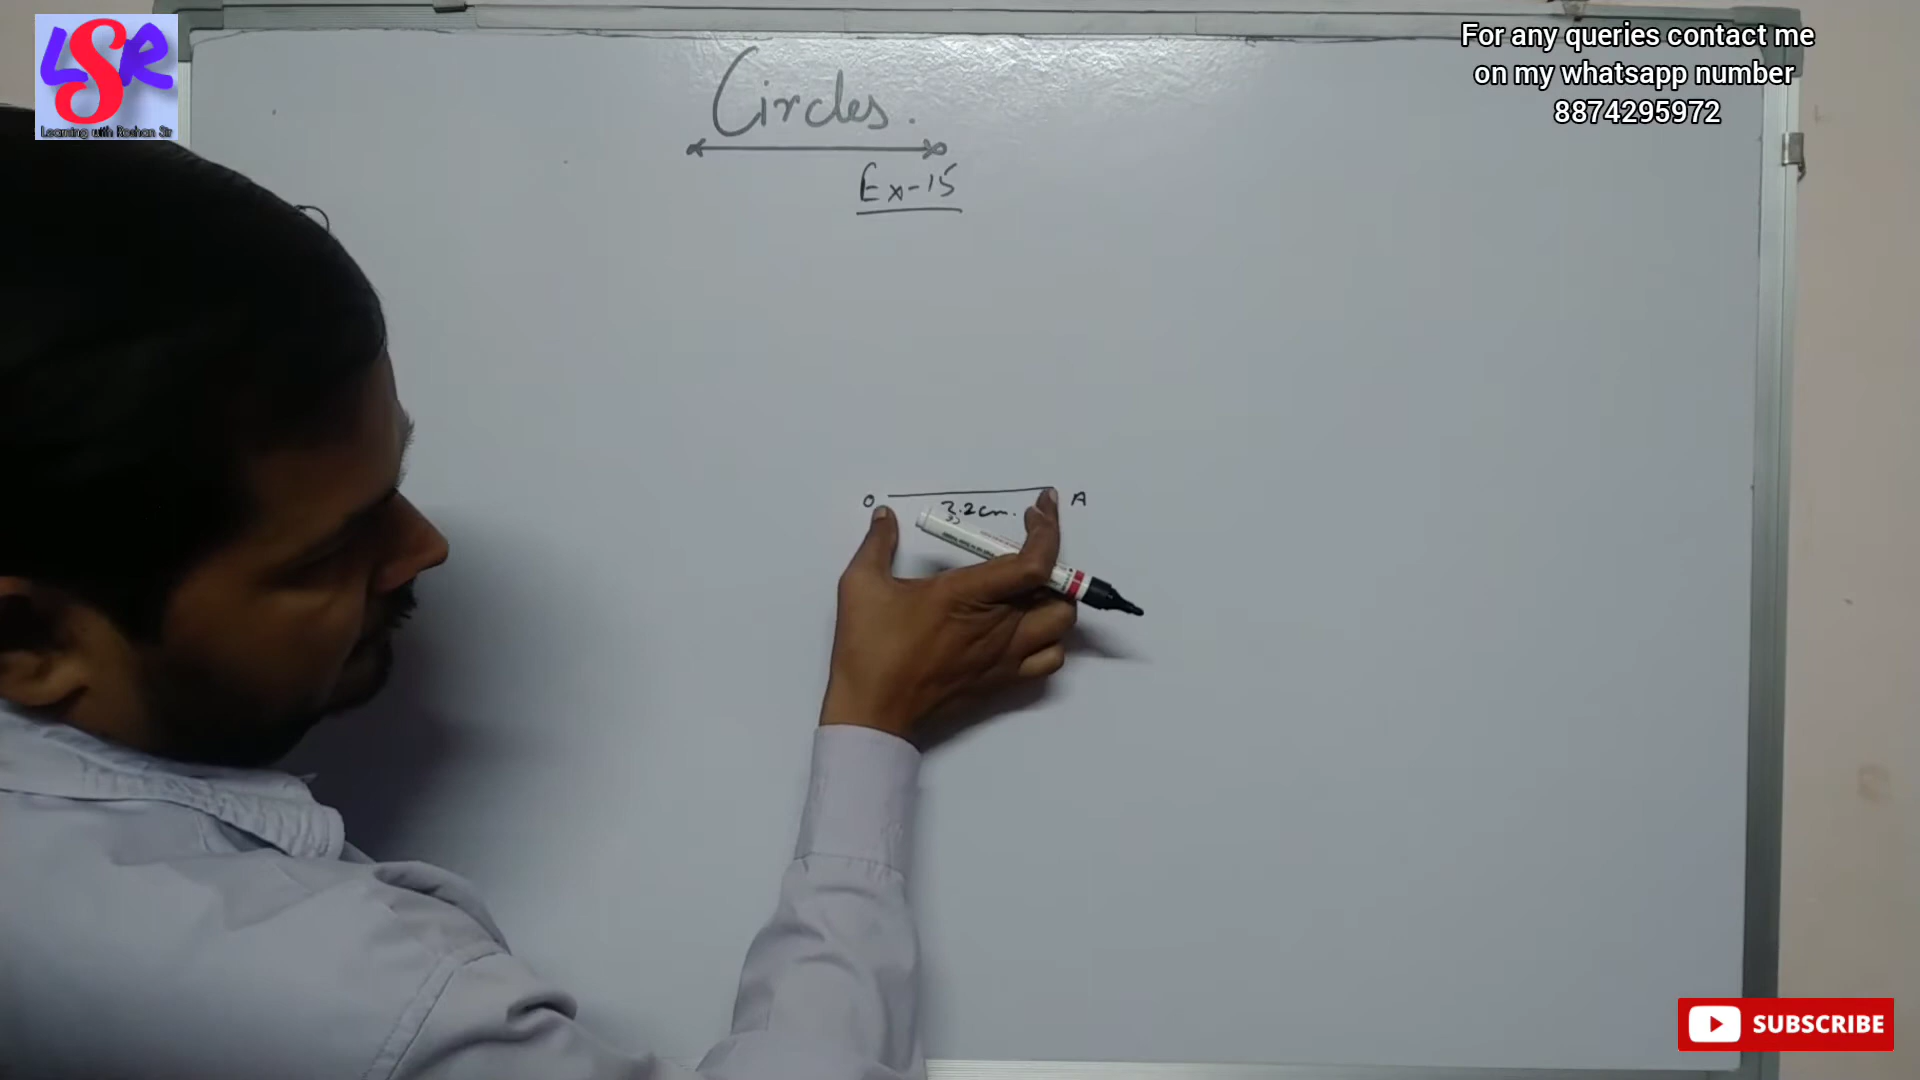 LSR
Learning with Roshan Sir
For any queries contact me
on my whatsapp number
8874295972
Circles.
Ex-15
O A
3.2cm.
SUBSCRIBE